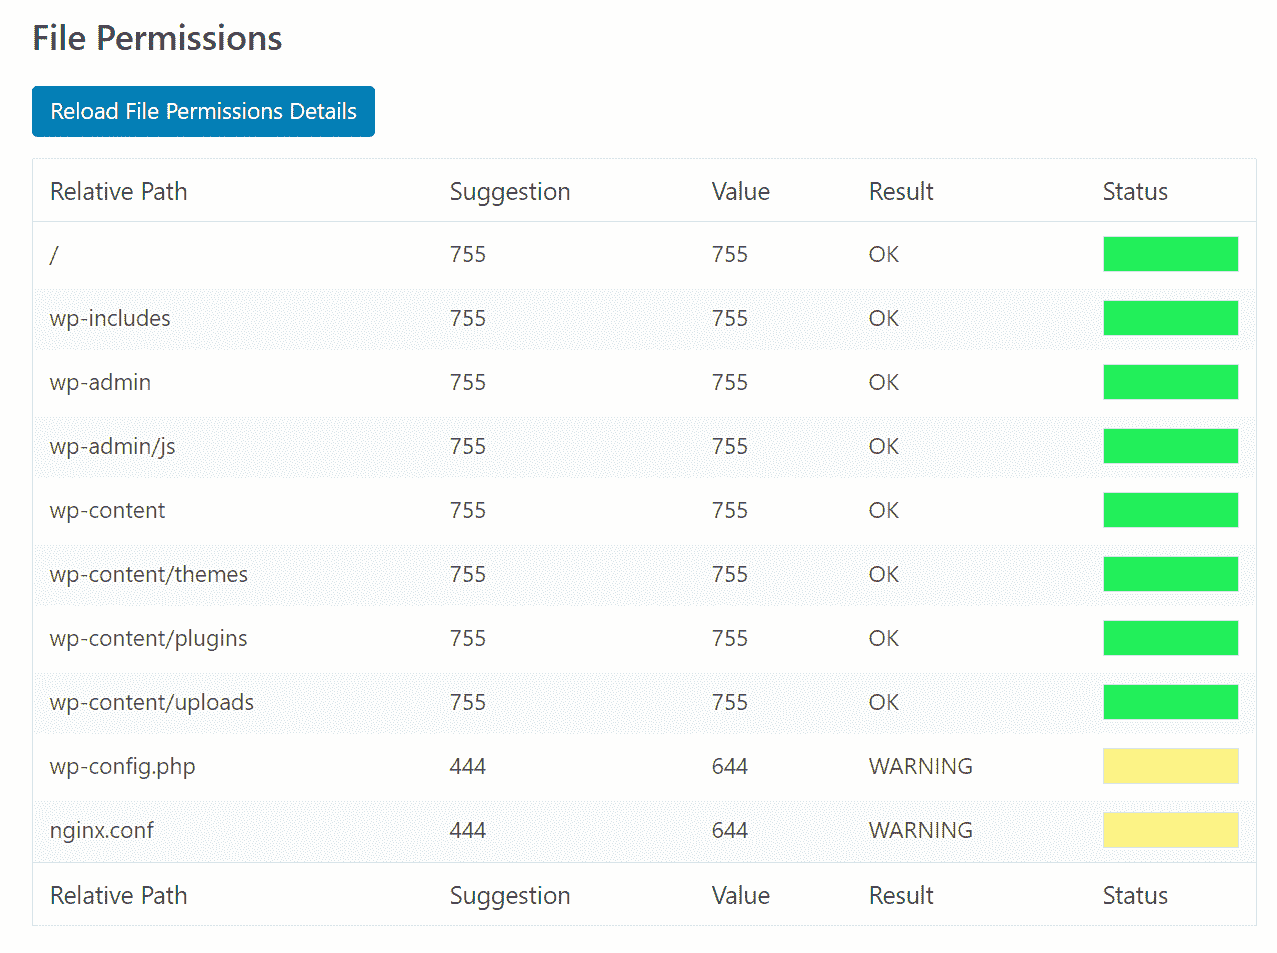 File Permissions
Reload File Permissions Details
Relative Path Suggestion Value Result Status
/ 755 755 OK
wp-includes 755 755 OK
wp-admin 755 755 OK
wp-admin/js 755 755 OK
wp-content 755 755 OK
wp-content/themes 755 755 OK
wp-content/plugins 755 755 OK
wp-content/uploads 755 755 OK
wp-config.php 444 644 WARNING
nginx.conf 444 644 WARNING
Relative Path Suggestion Value Result Status